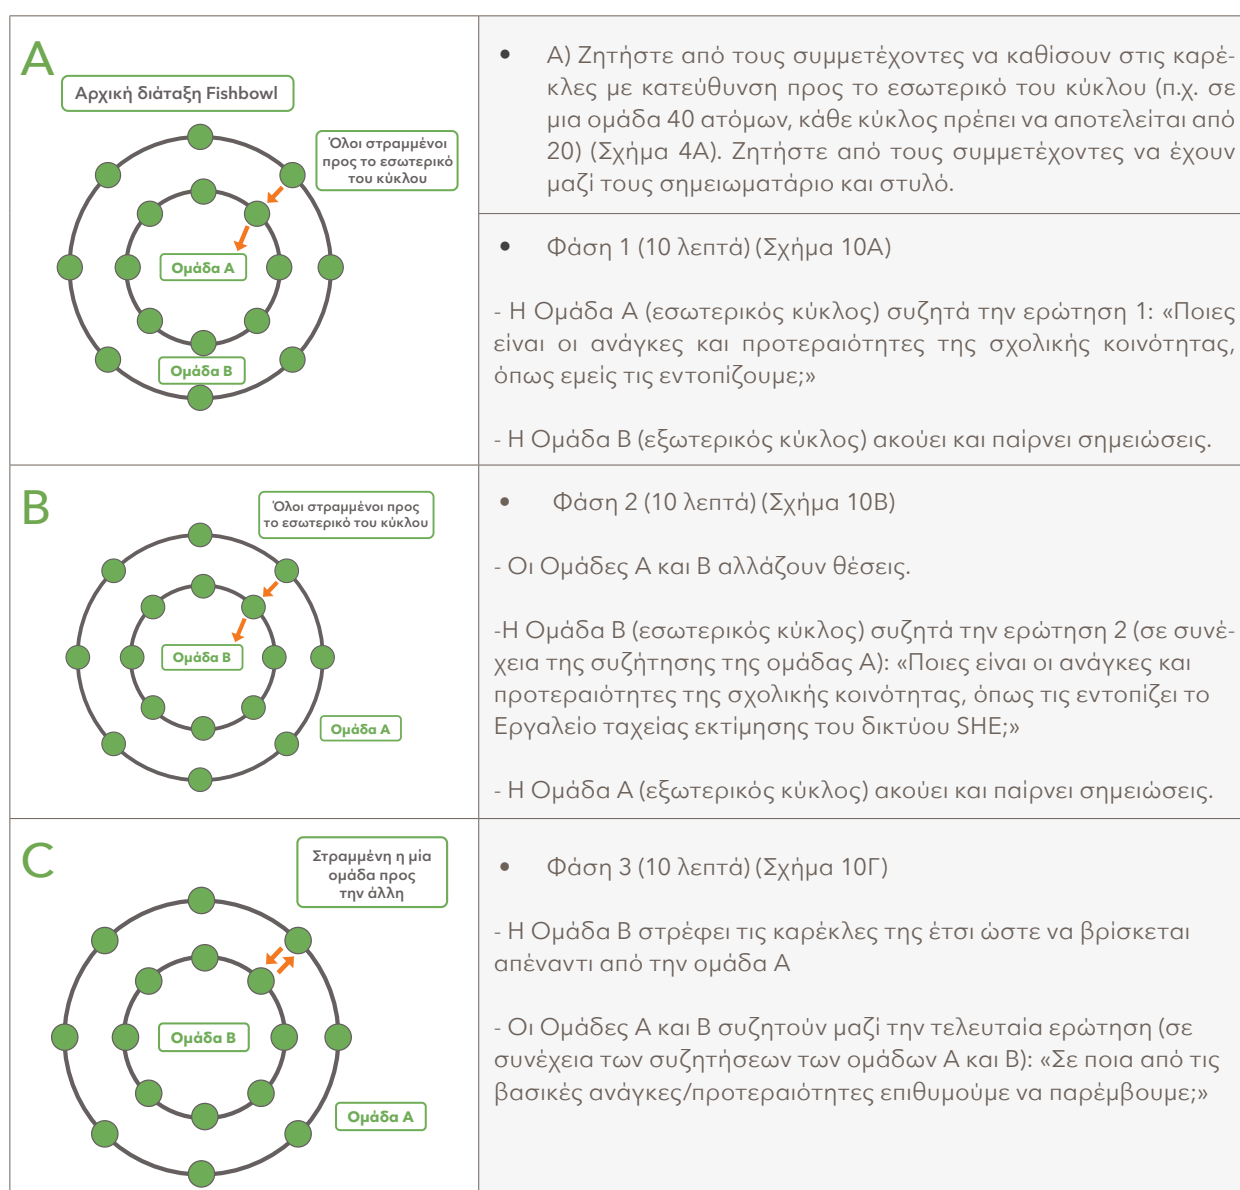 A
Αρχική διάταξη Fishbowl
Όλοι στραμμένοι
προς το εσωτερικό
του κύκλου
Ομάδα Α
Ομάδα Β
• Α) Ζητήστε από τους συμμετέχοντες να καθίσουν στις καρέ-
κλες με κατεύθυνση προς το εσωτερικό του κύκλου (π.χ. σε
μια ομάδα 40 ατόμων, κάθε κύκλος πρέπει να αποτελείται από
20) (Σχήμα 4Α). Ζητήστε από τους συμμετέχοντες να έχουν
μαζί τους σημειωματάριο και στυλό.
• Φάση 1 (10 λεπτά) (Σχήμα 10Α)
- Η Ομάδα Α (εσωτερικός κύκλος) συζητά την ερώτηση 1: «Ποιες
είναι οι ανάγκες και προτεραιότητες της σχολικής κοινότητας,
όπως εμείς τις εντοπίζουμε;»
- Η Ομάδα Β (εξωτερικός κύκλος) ακούει και παίρνει σημειώσεις.
B
Όλοι στραμμένοι προς
το εσωτερικό του κύκλου
Ομάδα Β
Ομάδα Α
• Φάση 2 (10 λεπτά) (Σχήμα 10Β)
- Οι Ομάδες Α και Β αλλάζουν θέσεις.
-Η Ομάδα Β (εσωτερικός κύκλος) συζητά την ερώτηση 2 (σε συνέ-
χεια της συζήτησης της ομάδας Α): «Ποιες είναι οι ανάγκες και
προτεραιότητες της σχολικής κοινότητας, όπως τις εντοπίζει το
Εργαλείο ταχείας εκτίμησης του δικτύου SHE;»
- Η Ομάδα Α (εξωτερικός κύκλος) ακούει και παίρνει σημειώσεις.
C
Στραμμένη η μία
ομάδα προς
την άλλη
Ομάδα Β
Ομάδα Α
• Φάση 3 (10 λεπτά) (Σχήμα 10Γ)
- Η Ομάδα Β στρέφει τις καρέκλες της έτσι ώστε να βρίσκεται
απέναντι από την ομάδα Α
- Οι Ομάδες Α και Β συζητούν μαζί την τελευταία ερώτηση (σε
συνέχεια των συζητήσεων των ομάδων Α και Β): «Σε ποια από τις
βασικές ανάγκες/προτεραιότητες επιθυμούμε να παρέμβουμε;»